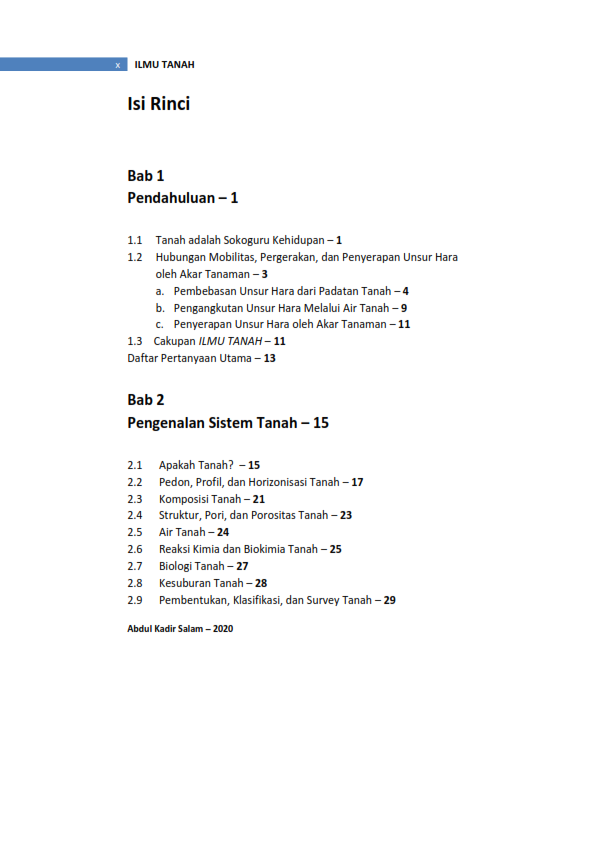 x ILMU TANAH
Isi Rinci
Bab 1
Pendahuluan – 1
1.1 Tanah adalah Sokoguru Kehidupan – 1
1.2 Hubungan Mobilitas, Pergerakan, dan Penyerapan Unsur Hara
oleh Akar Tanaman – 3
a. Pembebasan Unsur Hara dari Padatan Tanah – 4
b. Pengangkutan Unsur Hara Melalui Air Tanah – 9
c. Penyerapan Unsur Hara oleh Akar Tanaman – 11
1.3 Cakupan ILMU TANAH – 11
Daftar Pertanyaan Utama – 13
Bab 2
Pengenalan Sistem Tanah – 15
2.1 Apakah Tanah? – 15
2.2 Pedon, Profil, dan Horizonisasi Tanah – 17
2.3 Komposisi Tanah – 21
2.4 Struktur, Pori, dan Porositas Tanah – 23
2.5 Air Tanah – 24
2.6 Reaksi Kimia dan Biokimia Tanah – 25
2.7 Biologi Tanah – 27
2.8 Kesuburan Tanah – 28
2.9 Pembentukan, Klasifikasi, dan Survey Tanah – 29
Abdul Kadir Salam – 2020